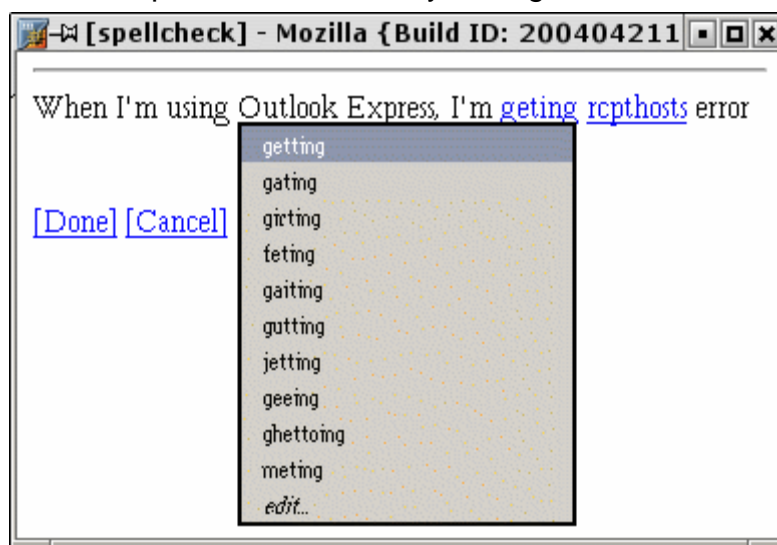 [spellcheck] - Mozilla {Build ID: 200404211
When I'm using Outlook Express, I'm geting rcpthosts error
getting
gating
girting
feting
gaiting
gutting
jetting
geeing
ghettoing
meting
edit...
[Done] [Cancel]